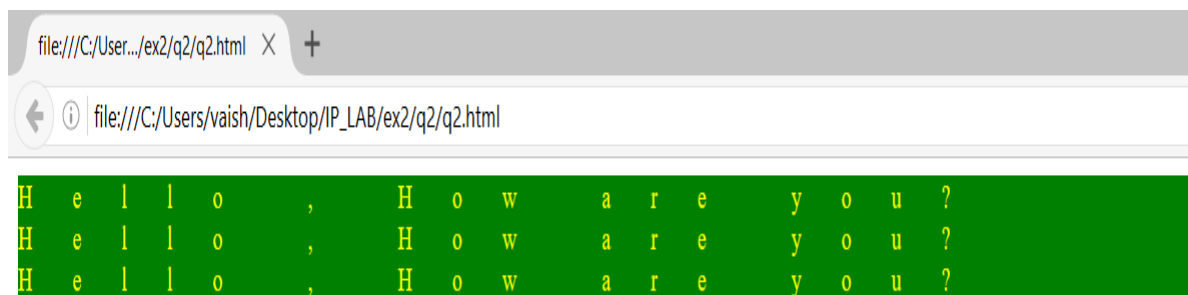 file:///C:/User.../ex2/q2/q2.html
file:///C:/Users/vaish/Desktop/IP_LAB/ex2/q2/q2.html
H e l l o , H o w a r e y o u ?
H e l l o , H o w a r e y o u ?
H e l l o , H o w a r e y o u ?